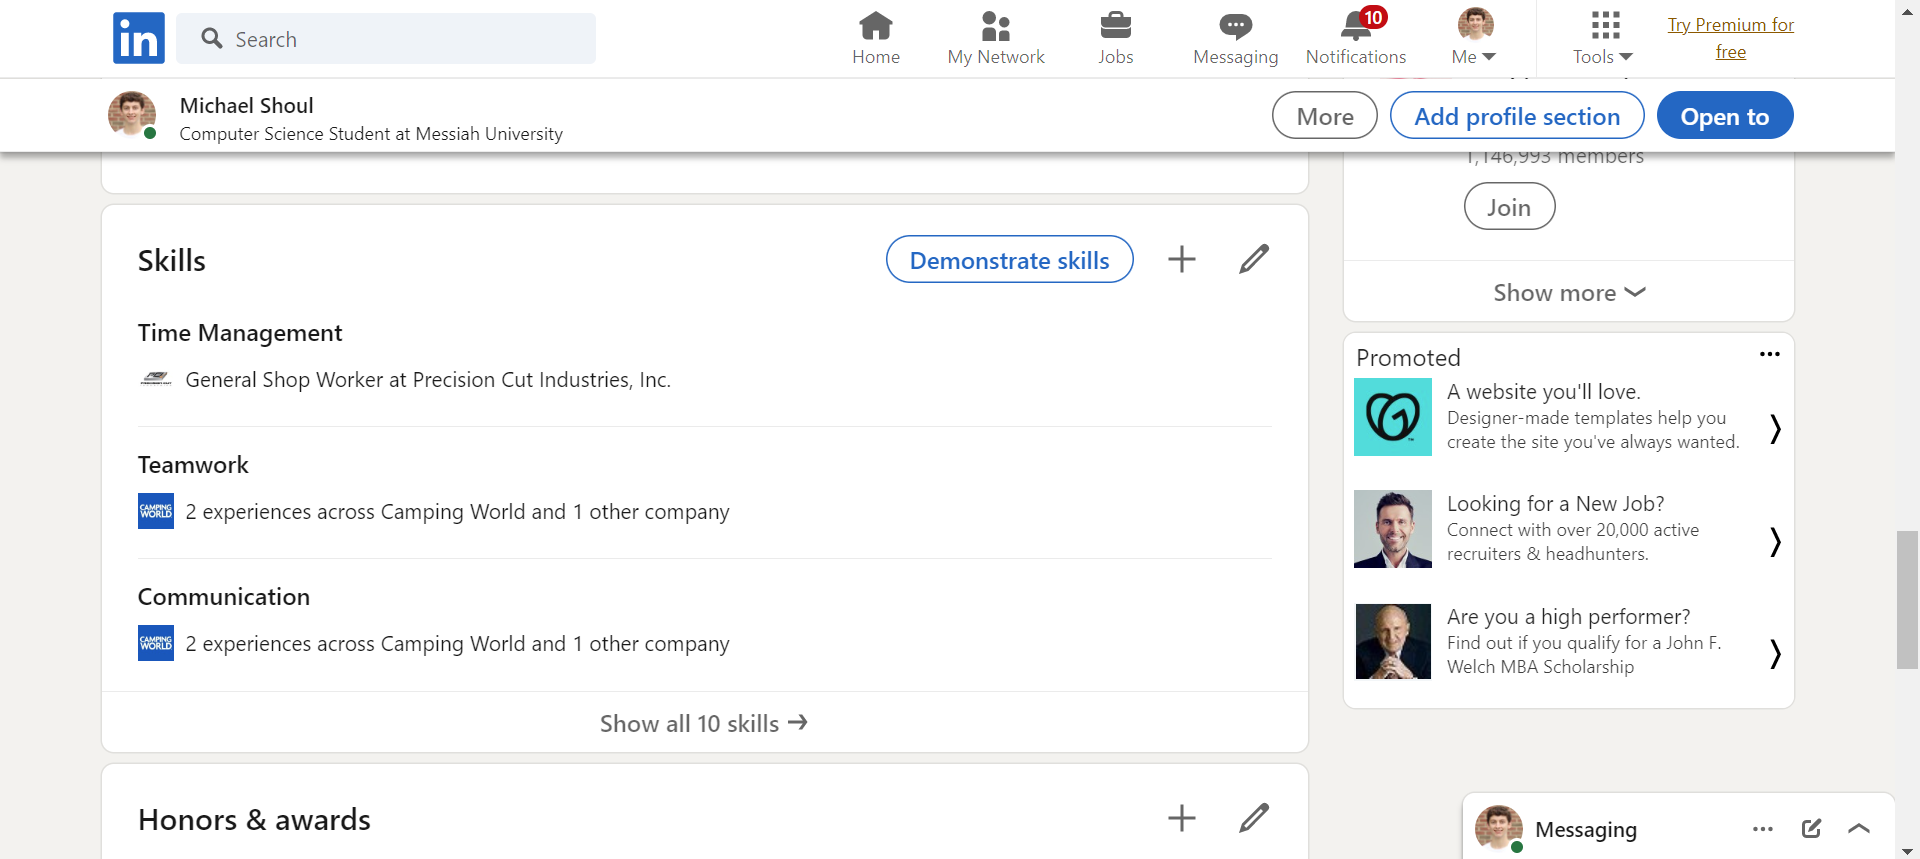 in
Search
Home
My Network
Jobs
Messaging
10
Notifications
Me
Tools
Try Premium for
free
Michael Shoul
Computer Science Student at Messiah University
More
Add profile section
Open to
1,146,993 members
Join
Show more
Skills
Demonstrate skills
Time Management
General Shop Worker at Precision Cut Industries, Inc.
Teamwork
CAMPING
WORLD
2 experiences across Camping World and 1 other company
Communication
CAMPING
WORLD
2 experiences across Camping World and 1 other company
Show all 10 skills
Honors & awards
Promoted
A website you'll love.
Designer-made templates help you
create the site you've always wanted.
Looking for a New Job?
Connect with over 20,000 active
recruiters & headhunters.
Are you a high performer?
Find out if you qualify for a John F.
Welch MBA Scholarship
Messaging